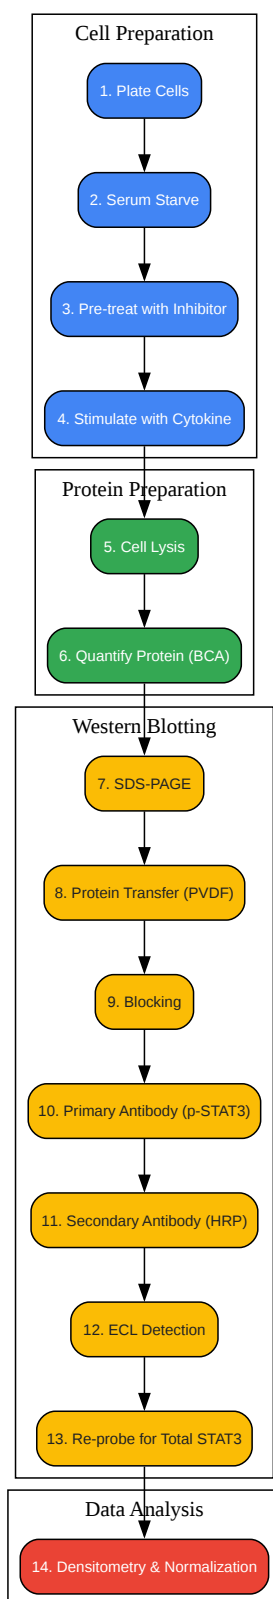 Cell Preparation
1. Plate Cells
2. Serum Starve
3. Pre-treat with Inhibitor
4. Stimulate with Cytokine
Protein Preparation
5. Cell Lysis
6. Quantify Protein (BCA)
Western Blotting
7. SDS-PAGE
8. Protein Transfer (PVDF)
9. Blocking
10. Primary Antibody (p-STAT3)
11. Secondary Antibody (HRP)
12. ECL Detection
13. Re-probe for Total STAT3
Data Analysis
14. Densitometry & Normalization